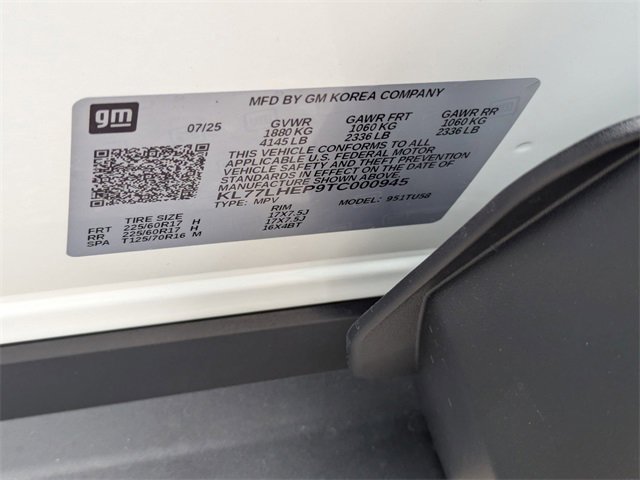 gm
MFD BY GM KOREA COMPANY
07/25
GVWR GAWR FRT GAWR RR
1880 KG 1060 KG 1060 KG
4145 LB 2336 LB 2336 LB
THIS VEHICLE CONFORMS TO ALL
APPLICABLE U.S. FEDERAL MOTOR
VEHICLE SAFETY AND THEFT PREVENTION
STANDARDS IN EFFECT ON THE DATE OF
MANUFACTURE SHOWN ABOVE.
KL77LHEP9TC000945
TYPE: MPV MODEL: 951TU58
TIRE SIZE RIM
FRT 225/60R17 H 17X7.5J
RR 225/60R17 H 17X7.5J
SPA T125/70R16 M 16X4BT